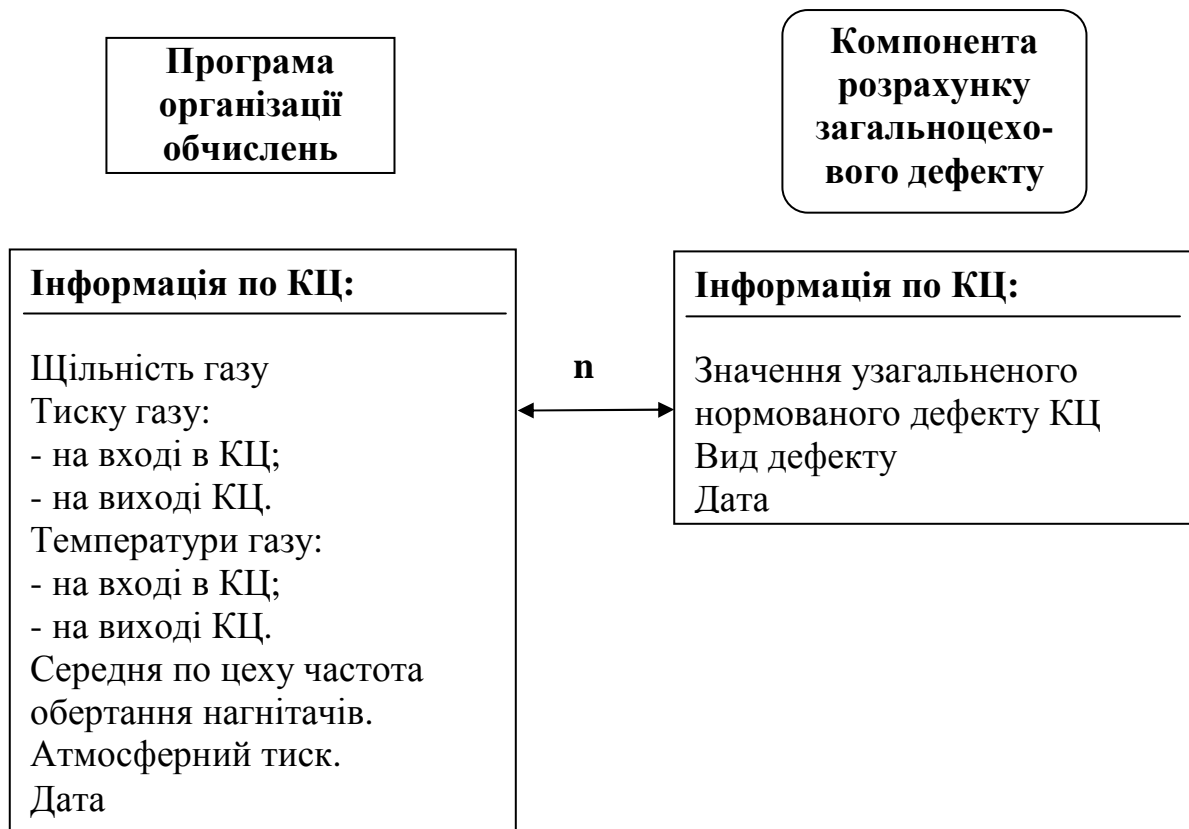 Програма
організації
обчислень
Компонента
розрахунку
загальноцехо-
вого дефекту
Інформація по КЦ:
Щільність газу
Тиску газу:
- на вході в КЦ;
- на виході КЦ.
Температури газу:
- на вході в КЦ;
- на виході КЦ.
Середня по цеху частота
обертання нагнітачів.
Атмосферний тиск.
Дата
n
Інформація по КЦ:
Значення узагальненого
нормованого дефекту КЦ
Вид дефекту
Дата